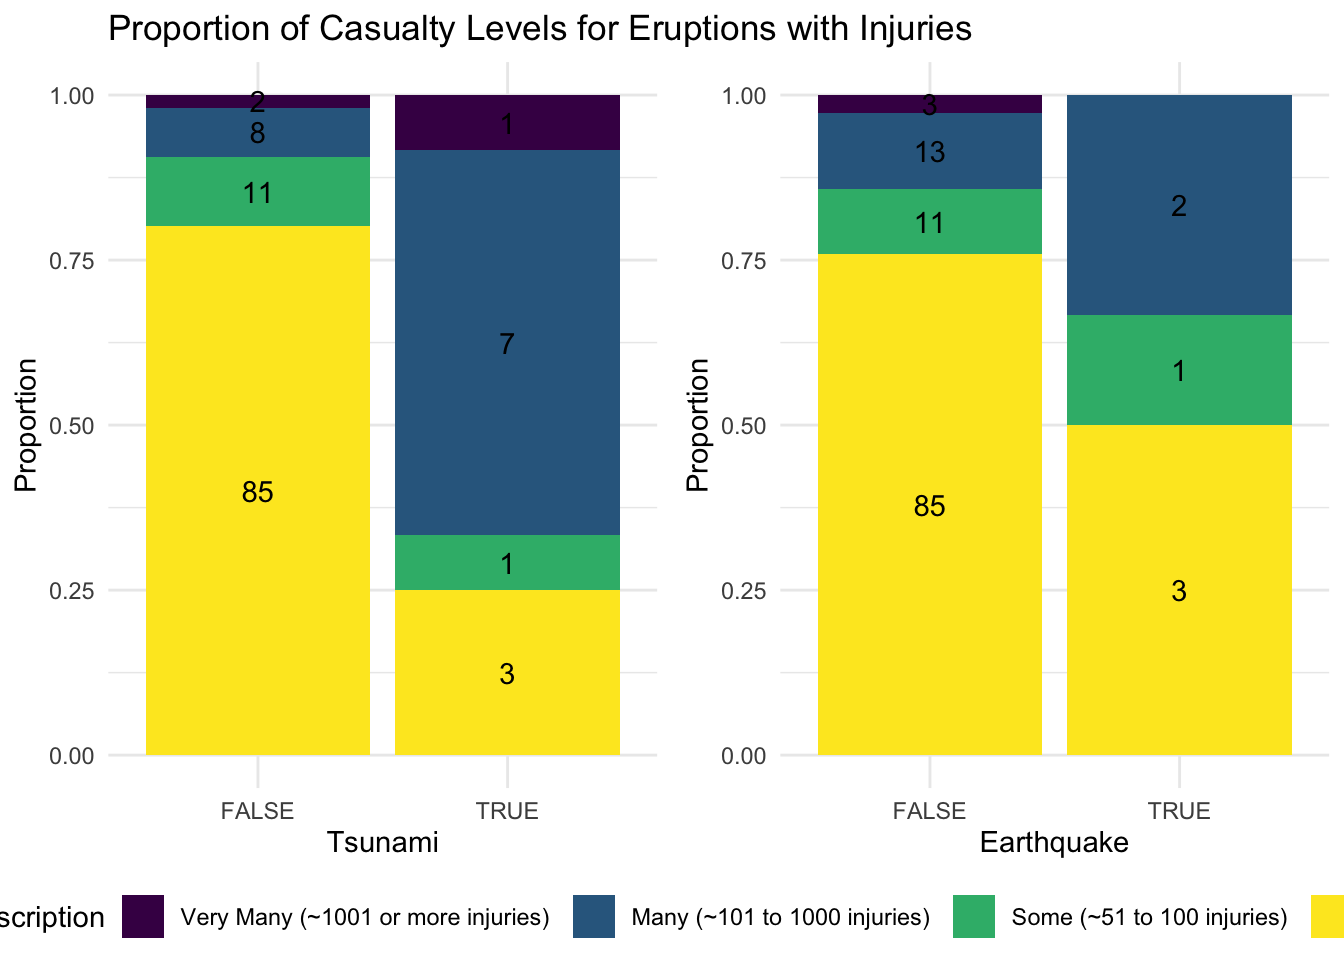 Proportion of Casualty Levels for Eruptions with Injuries
Proportion
1.00
0.75
0.50
0.25
0.00
2
8
11
85
1
7
1
3
FALSE
TRUE
Tsunami
Proportion
1.00
0.75
0.50
0.25
0.00
3
13
11
85
2
1
3
FALSE
TRUE
Earthquake
scription Very Many (~1001 or more injuries) Many (~101 to 1000 injuries) Some (~51 to 100 injuries)